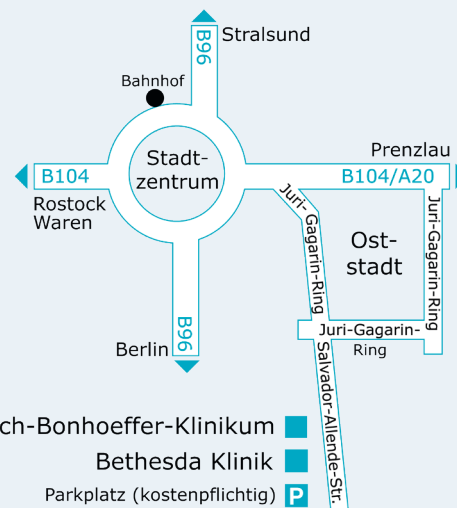 B96
Stralsund
Bahnhof
Stadt-
zentrum
Prenzlau
B104
B104/A20
Rostock
Waren
Juri- Gagarin-Ring
Juri-Gagarin-Ring
Ost-
stadt
Juri-Gagarin-
Ring
B96
Berlin
Salvador-Allende-Str.
ch-Bonhoeffer-Klinikum
Bethesda Klinik
Parkplatz (kostenpflichtig) P